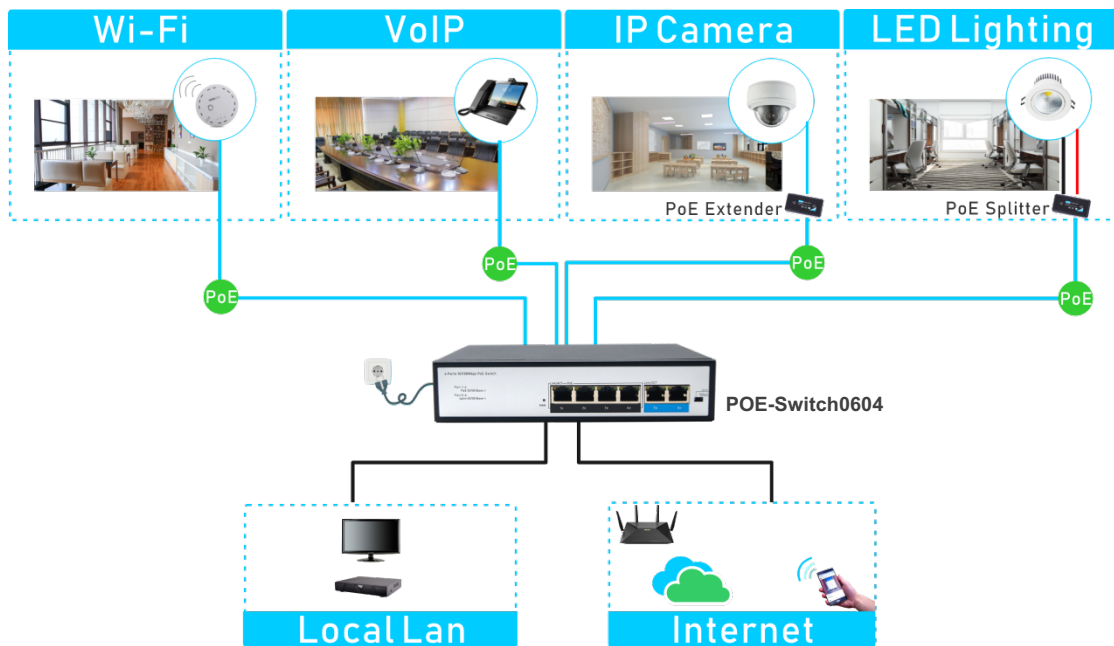 Wi-Fi
VoIP
IP Camera
LED Lighting
PoE Extender
PoE Splitter
PoE
PoE
PoE
PoE
POE-Switch0604
Local Lan
Internet